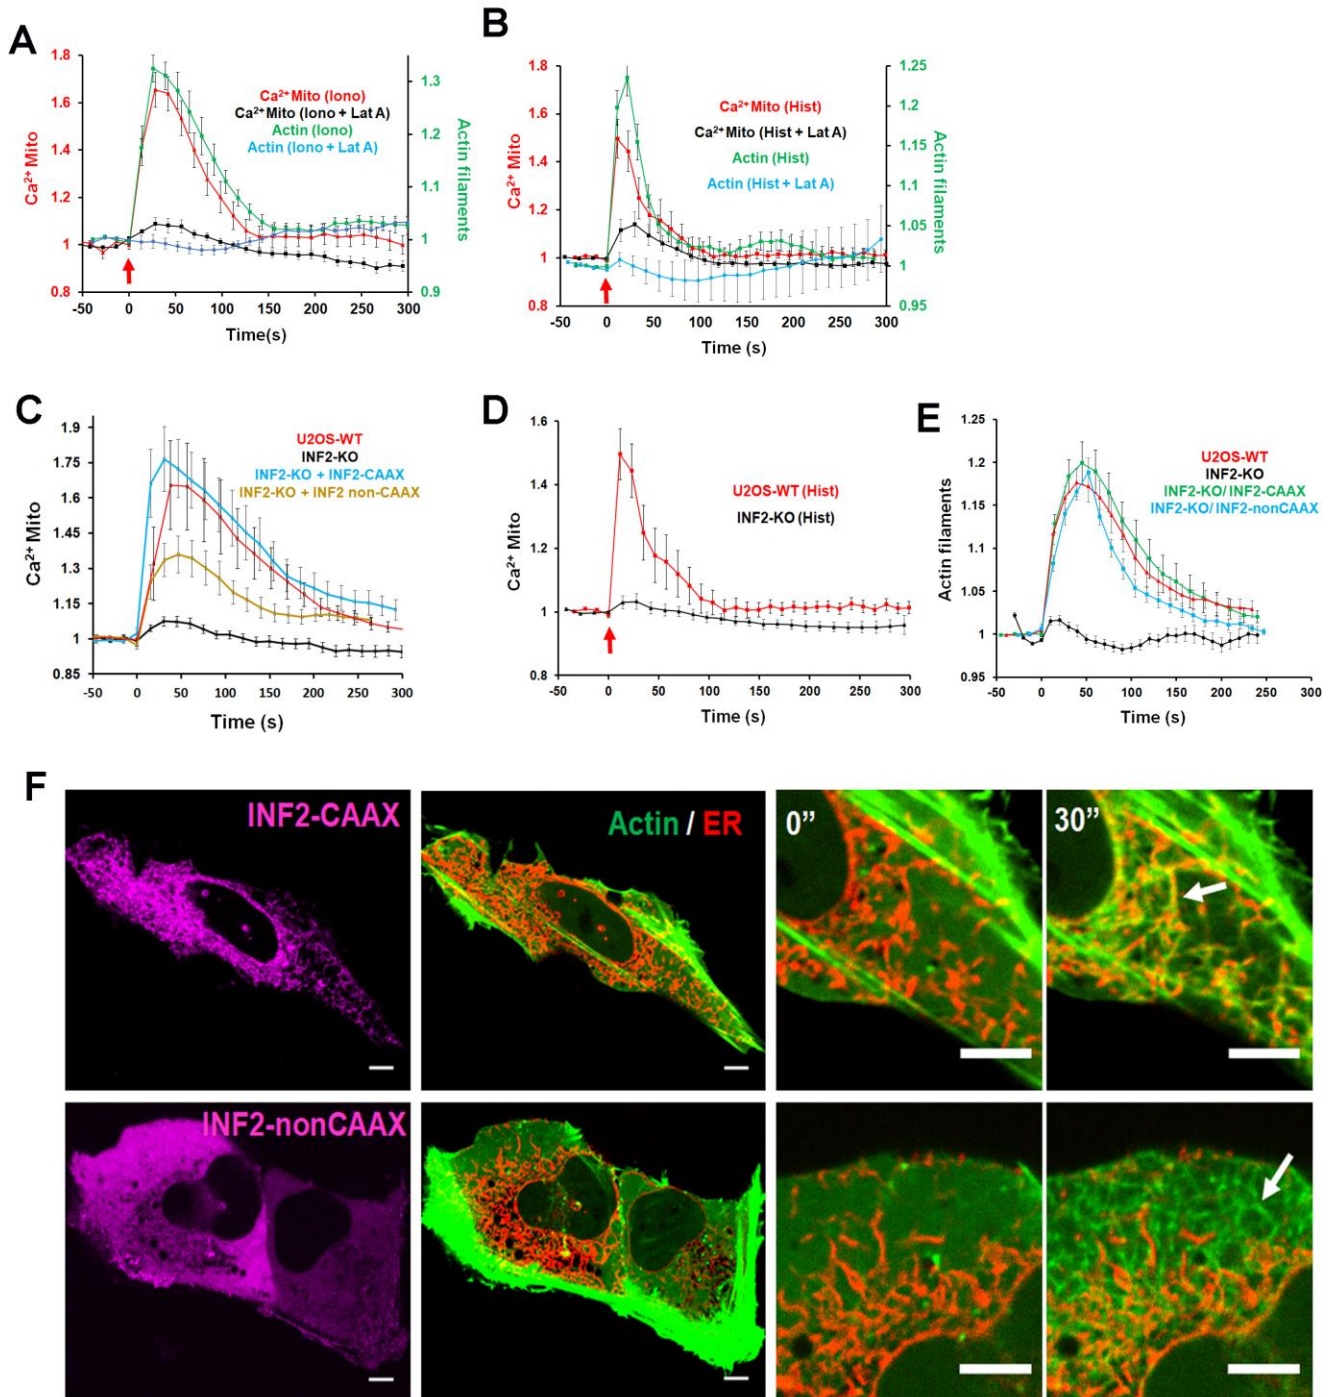 A
Ca²⁺ Mito
1.8
1.6
1.4
1.2
1
0.8
Ca²⁺Mito (Iono)
Ca²⁺Mito (Iono + Lat A)
Actin (Iono)
Actin (Iono + Lat A)
1.3
1.2
1.1
1
0.9
Actin filaments
-50 0 50 100 150 200 250 300
Time(s)
B
Ca²⁺ Mito
1.8
1.6
1.4
1.2
1
0.8
Ca²⁺Mito (Hist)
Ca²⁺Mito (Hist + Lat A)
Actin (Hist)
Actin (Hist + Lat A)
1.25
1.2
1.15
1.1
1.05
1
0.95
Actin filaments
-50 0 50 100 150 200 250 300
Time (s)
C
Ca²⁺ Mito
1.9
1.75
1.6
1.45
1.3
1.15
1
0.85
U2OS-WT
INF2-KO
INF2-KO + INF2-CAAX
INF2-KO + INF2 non-CAAX
-50 0 50 100 150 200 250 300
Time (s)
D
Ca²⁺ Mito
1.6
1.4
1.2
1
0.8
U2OS-WT (Hist)
INF2-KO (Hist)
-50 0 50 100 150 200 250 300
Time (s)
E
Actin filaments
1.25
1.2
1.15
1.1
1.05
1
0.95
U2OS-WT
INF2-KO
INF2-KO/ INF2-CAAX
INF2-KO/ INF2-nonCAAX
-50 0 50 100 150 200 250 300
Time (s)
F
INF2-CAAX
Actin / ER
0”
30”
INF2-nonCAAX